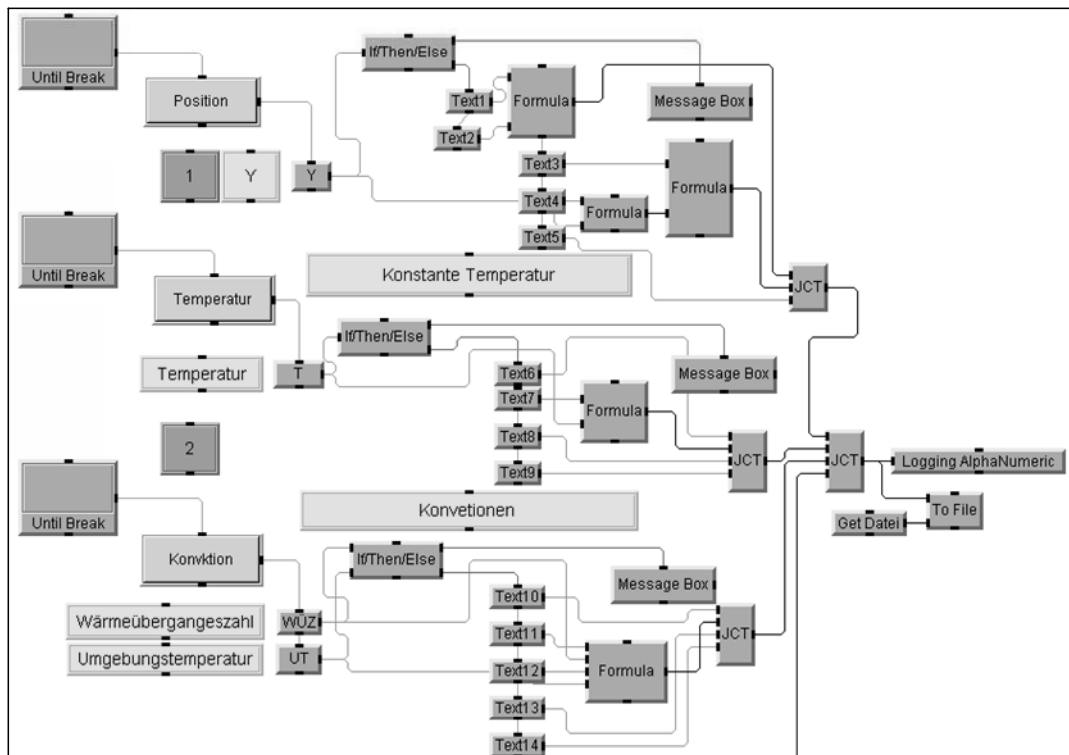 If/Then/Else
Until Break
Position
Text1
Formula
Message Box
Text2
1
Y
Y
Text3
Formula
Text4
Formula
Text5
Until Break
Konstante Temperatur
JCT
Temperatur
If/Then/Else
Temperatur
T
Text6
Message Box
Text7
Formula
Text8
2
JCT
JCT
Logging AlphaNumeric
Text9
Until Break
Konvetionen
Get Datei
To File
Konvktion
If/Then/Else
Message Box
Text10
Wärmeübergangeszahl
WÜZ
Text11
JCT
Umgebungstemperatur
UT
Text12
Formula
Text13
Text14